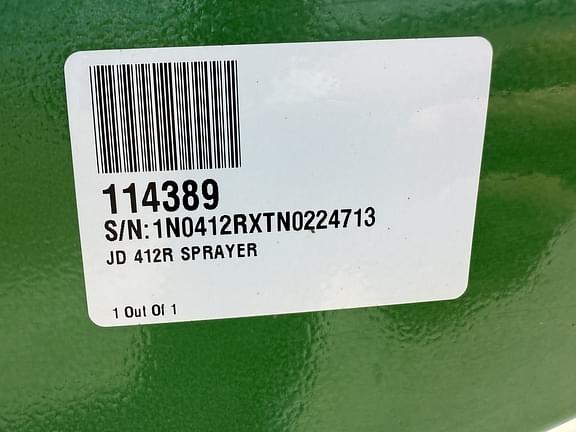 114389
S/N:1N0412RXTN0224713
JD 412R SPRAYER
1 Out Of 1